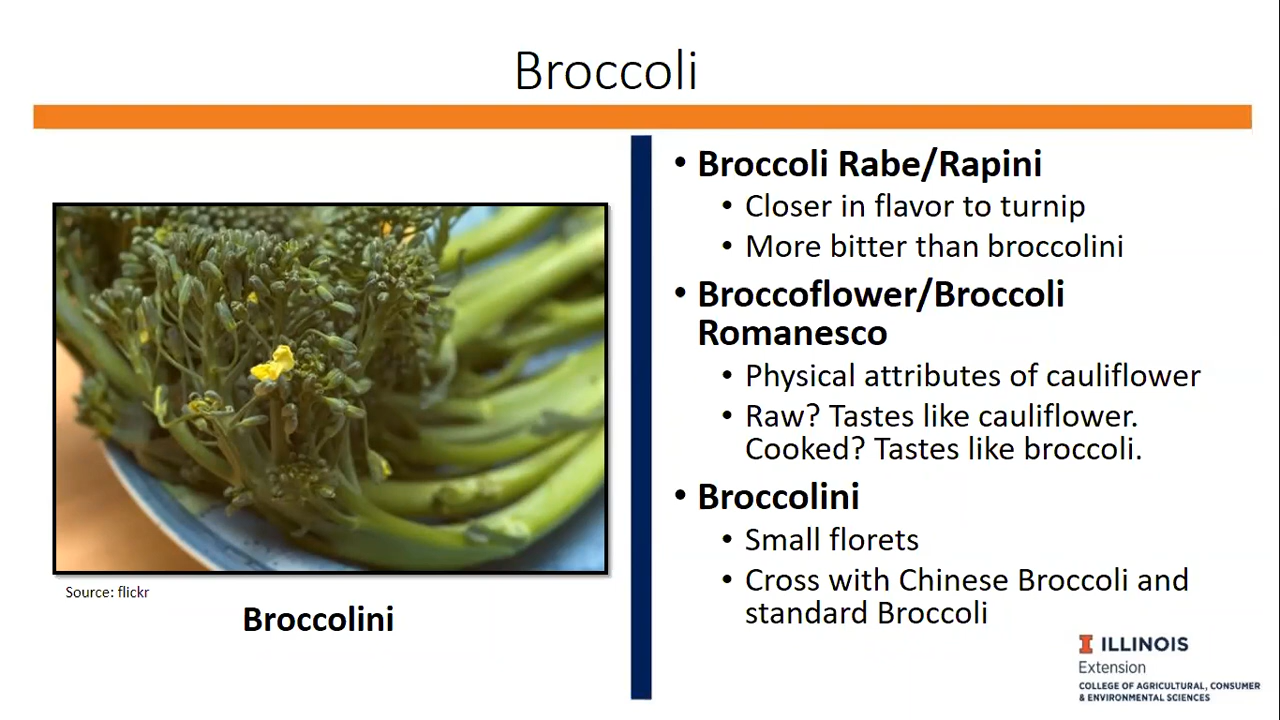 Broccoli
Source: flickr
Broccolini
• Broccoli Rabe/Rapini
• Closer in flavor to turnip
• More bitter than broccolini
• Broccoflower/Broccoli
Romanesco
• Physical attributes of cauliflower
• Raw? Tastes like cauliflower.
Cooked? Tastes like broccoli.
• Broccolini
• Small florets
• Cross with Chinese Broccoli and
standard Broccoli
I ILLINOIS
Extension
COLLEGE OF AGRICULTURAL, CONSUMER
& ENVIRONMENTAL SCIENCES